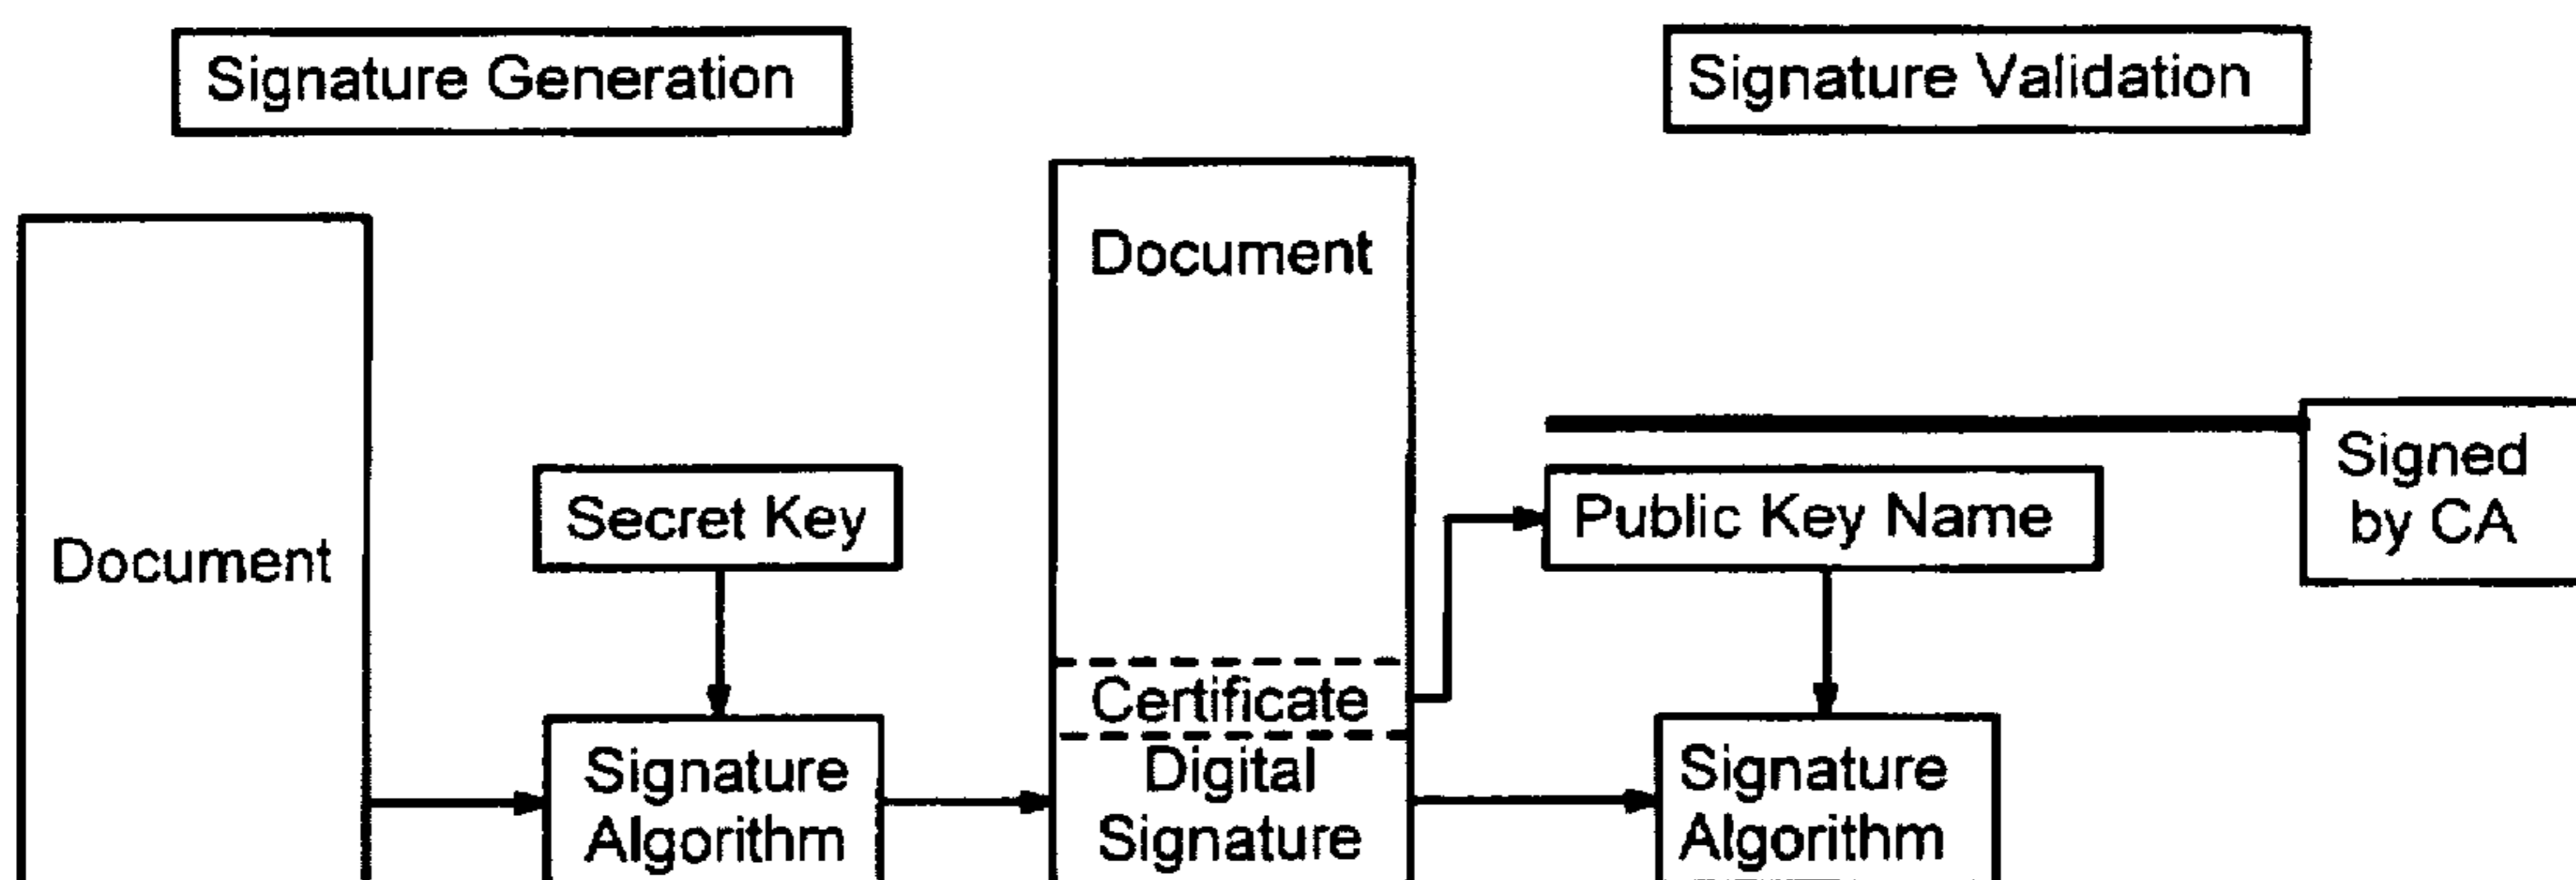 Signature Generation
Signature Validation
Document
Secret Key
Signature
Algorithm
Document
Certificate
Digital
Signature
Public Key Name
Signed
by CA
Signature
Algorithm